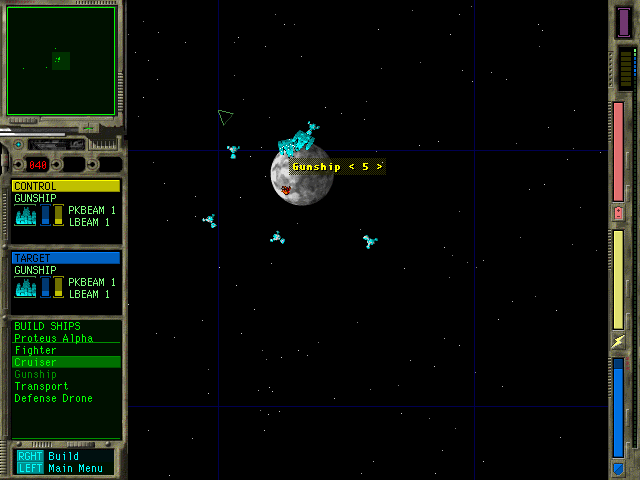 040
CONTROL
GUNSHIP
PKBEAM 1
LBEAM 1
TARGET
GUNSHIP
PKBEAM 1
LBEAM 1
BUILD SHIPS
Proteus Alpha
Fighter
Cruiser
Gunship
Transport
Defense Drone
RGHT Build
LEFT Main Menu
Gunship < 5 >